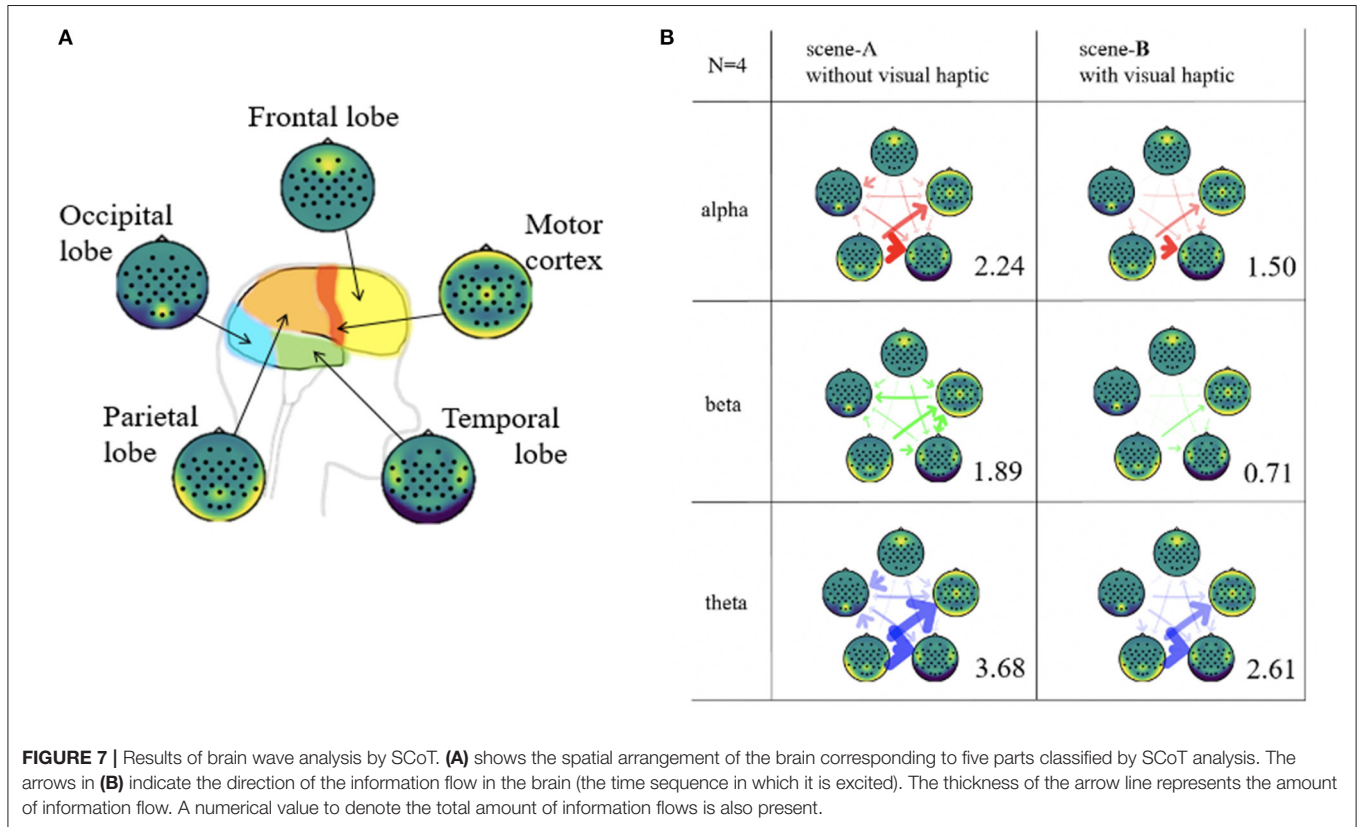 A
Frontal lobe
Occipital
lobe
Motor
cortex
Parietal
lobe
Temporal
lobe
B
N=4
scene-A
without visual haptic
scene-B
with visual haptic
alpha
2.24
1.50
beta
1.89
0.71
theta
3.68
2.61
FIGURE 7 | Results of brain wave analysis by SCoT. (A) shows the spatial arrangement of the brain corresponding to five parts classified by SCoT analysis. The
arrows in (B) indicate the direction of the information flow in the brain (the time sequence in which it is excited). The thickness of the arrow line represents the amount
of information flow. A numerical value to denote the total amount of information flows is also present.